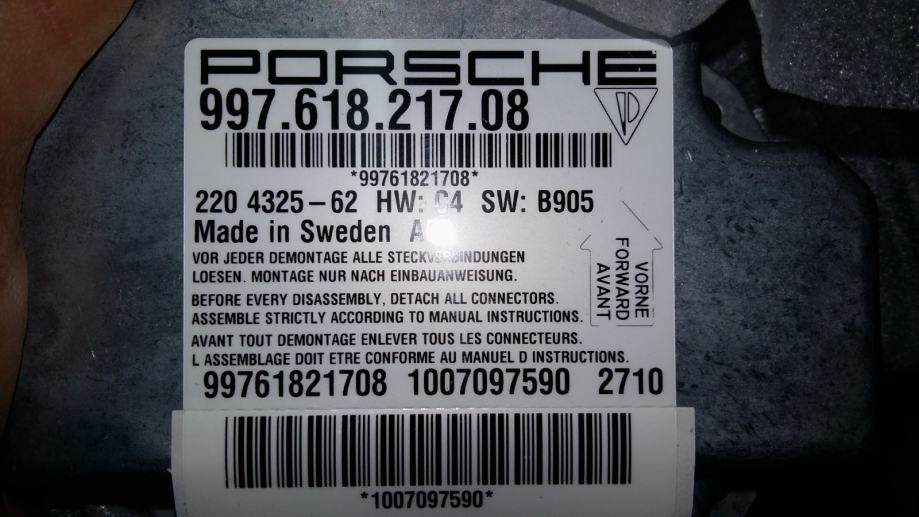 PORSCHE
997.618.217.08
*99761821708*
220 4325-62 HW: C4 SW: B905
Made in Sweden
VOR JEDER DEMONTAGE ALLE STECKVERBINDUNGEN
LOESEN. MONTAGE NUR NACH EINBAUANWEISUNG.
BEFORE EVERY DISASSEMBLY, DETACH ALL CONNECTORS.
ASSEMBLE STRICTLY ACCORDING TO MANUAL INSTRUCTIONS.
AVANT TOUT DEMONTAGE ENLEVER TOUS LES CONNECTEURS.
L ASSEMBLAGE DOIT ETRE CONFORME AU MANUEL D INSTRUCTIONS.
VORNE
FORWARD
AVANT
99761821708 1007097590 2710
*1007097590*